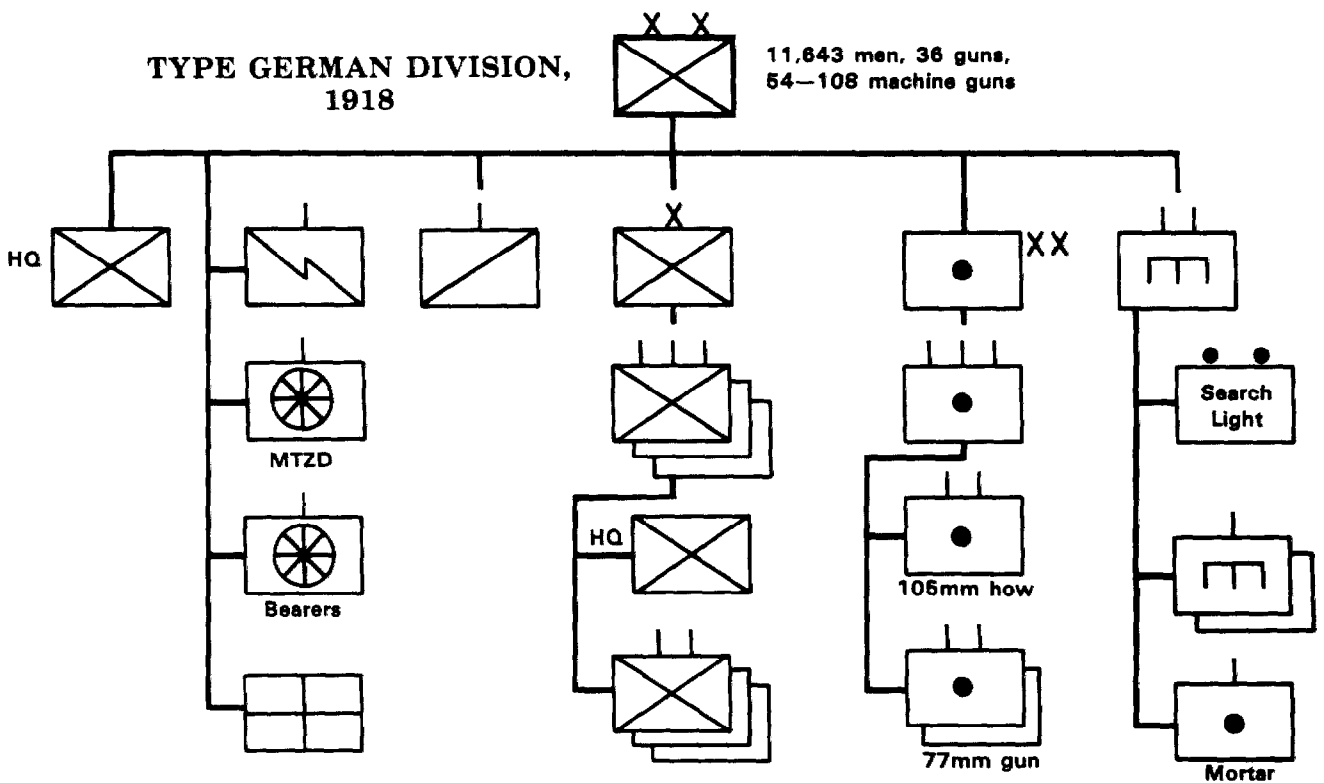 TYPE GERMAN DIVISION,
1918
X X
11,643 men, 36 guns,
54—108 machine guns
HQ
X
XX
MTZD
Search
Light
HQ
Bearers
105mm how
77mm gun
Mortar